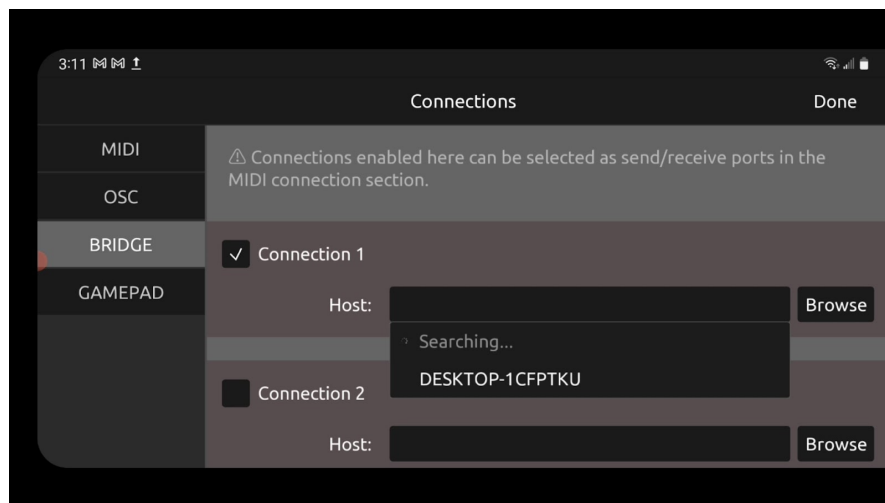 3:11
Connections
Done
MIDI
OSC
BRIDGE
GAMEPAD
⚠ Connections enabled here can be selected as send/receive ports in the
MIDI connection section.
Connection 1
Host:
Browse
Searching...
DESKTOP-1CFPTKU
Connection 2
Host:
Browse